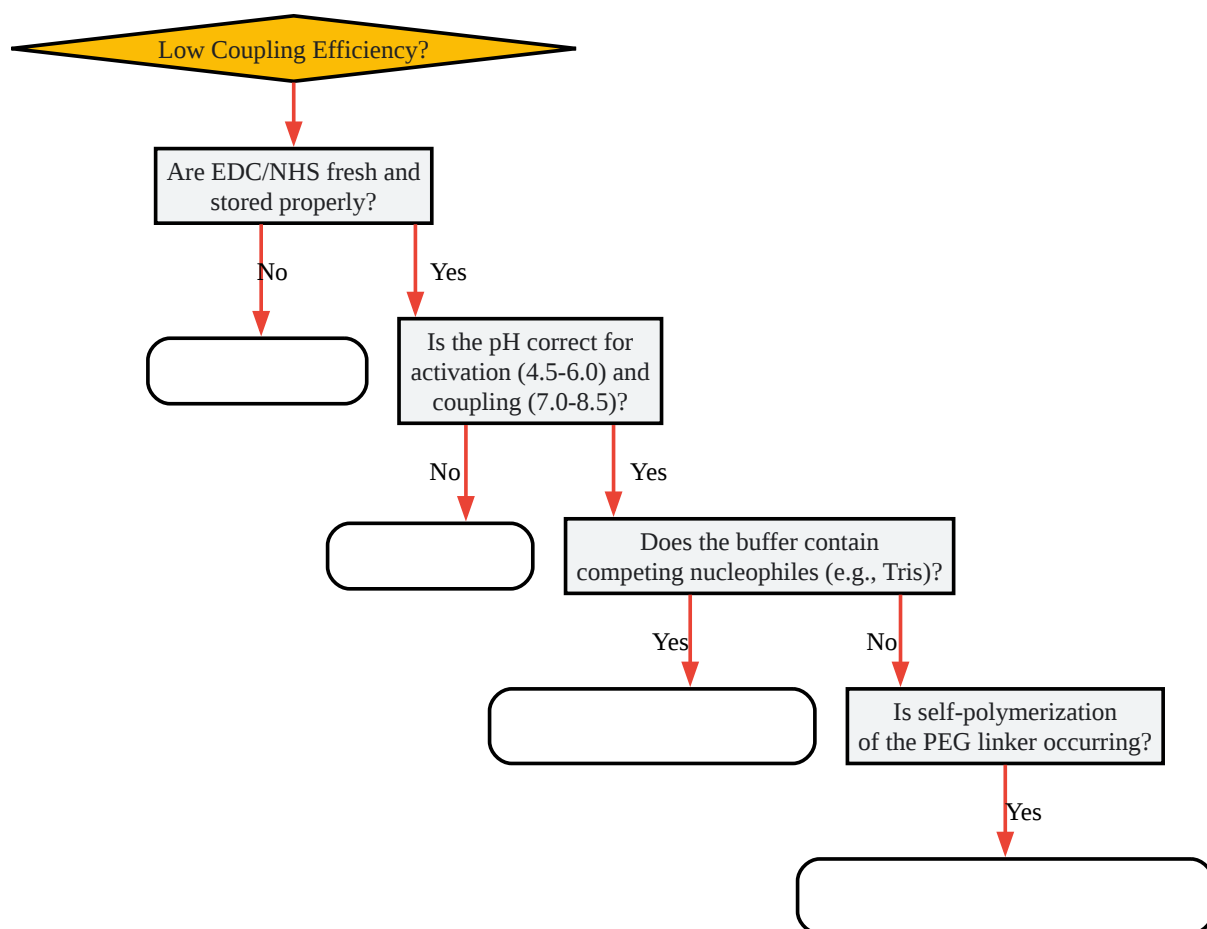 Low Coupling Efficiency?
Are EDC/NHS fresh and
stored properly?
No
Yes
Is the pH correct for
activation (4.5-6.0) and
coupling (7.0-8.5)?
No
Yes
Does the buffer contain
competing nucleophiles (e.g., Tris)?
Yes
No
Is self-polymerization
of the PEG linker occurring?
Yes